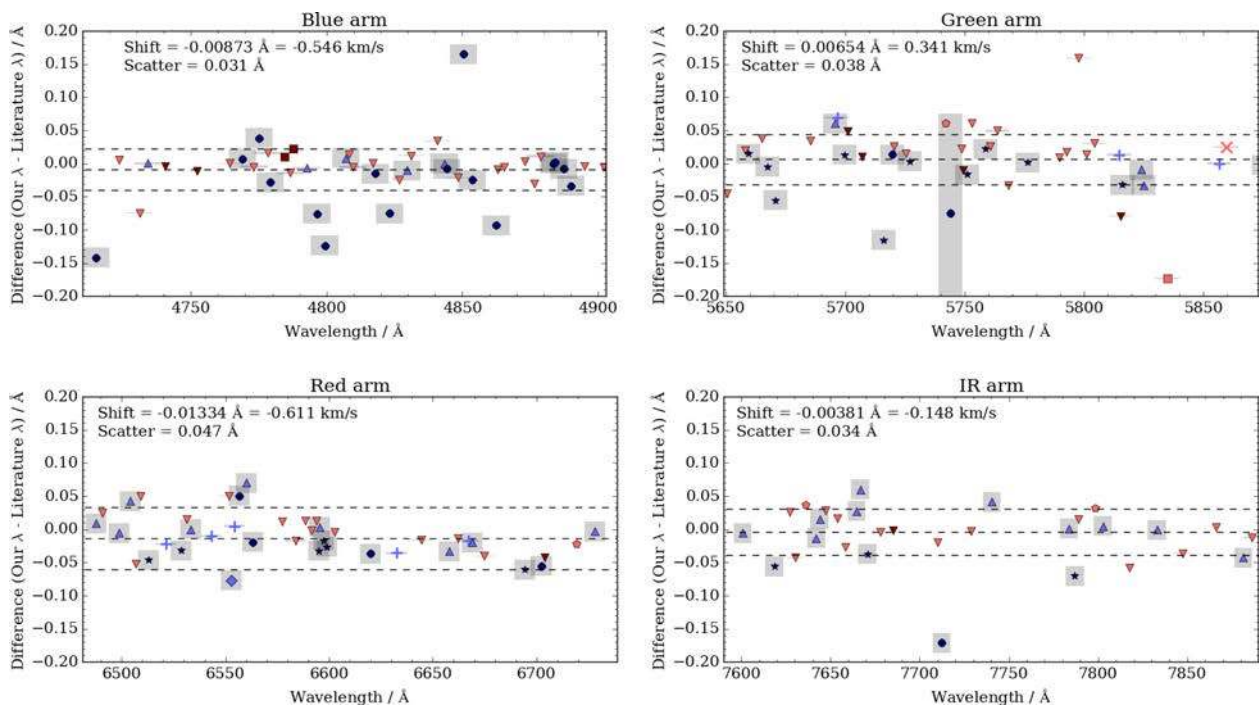 Blue arm
Shift = -0.00873 Å = -0.546 km/s
Scatter = 0.031 Å
Difference (Our λ - Literature λ) / Å
0.20
0.15
0.10
0.05
0.00
−0.05
−0.10
−0.15
−0.20
4750 4800 4850 4900
Wavelength / Å
Green arm
Shift = 0.00654 Å = 0.341 km/s
Scatter = 0.038 Å
Difference (Our λ - Literature λ) / Å
0.20
0.15
0.10
0.05
0.00
−0.05
−0.10
−0.15
−0.20
5650 5700 5750 5800 5850
Wavelength / Å
Red arm
Shift = -0.01334 Å = -0.611 km/s
Scatter = 0.047 Å
Difference (Our λ - Literature λ) / Å
0.20
0.15
0.10
0.05
0.00
−0.05
−0.10
−0.15
−0.20
6500 6550 6600 6650 6700
Wavelength / Å
IR arm
Shift = -0.00381 Å = -0.148 km/s
Scatter = 0.034 Å
Difference (Our λ - Literature λ) / Å
0.20
0.15
0.10
0.05
0.00
−0.05
−0.10
−0.15
−0.20
7600 7650 7700 7750 7800 7850
Wavelength / Å